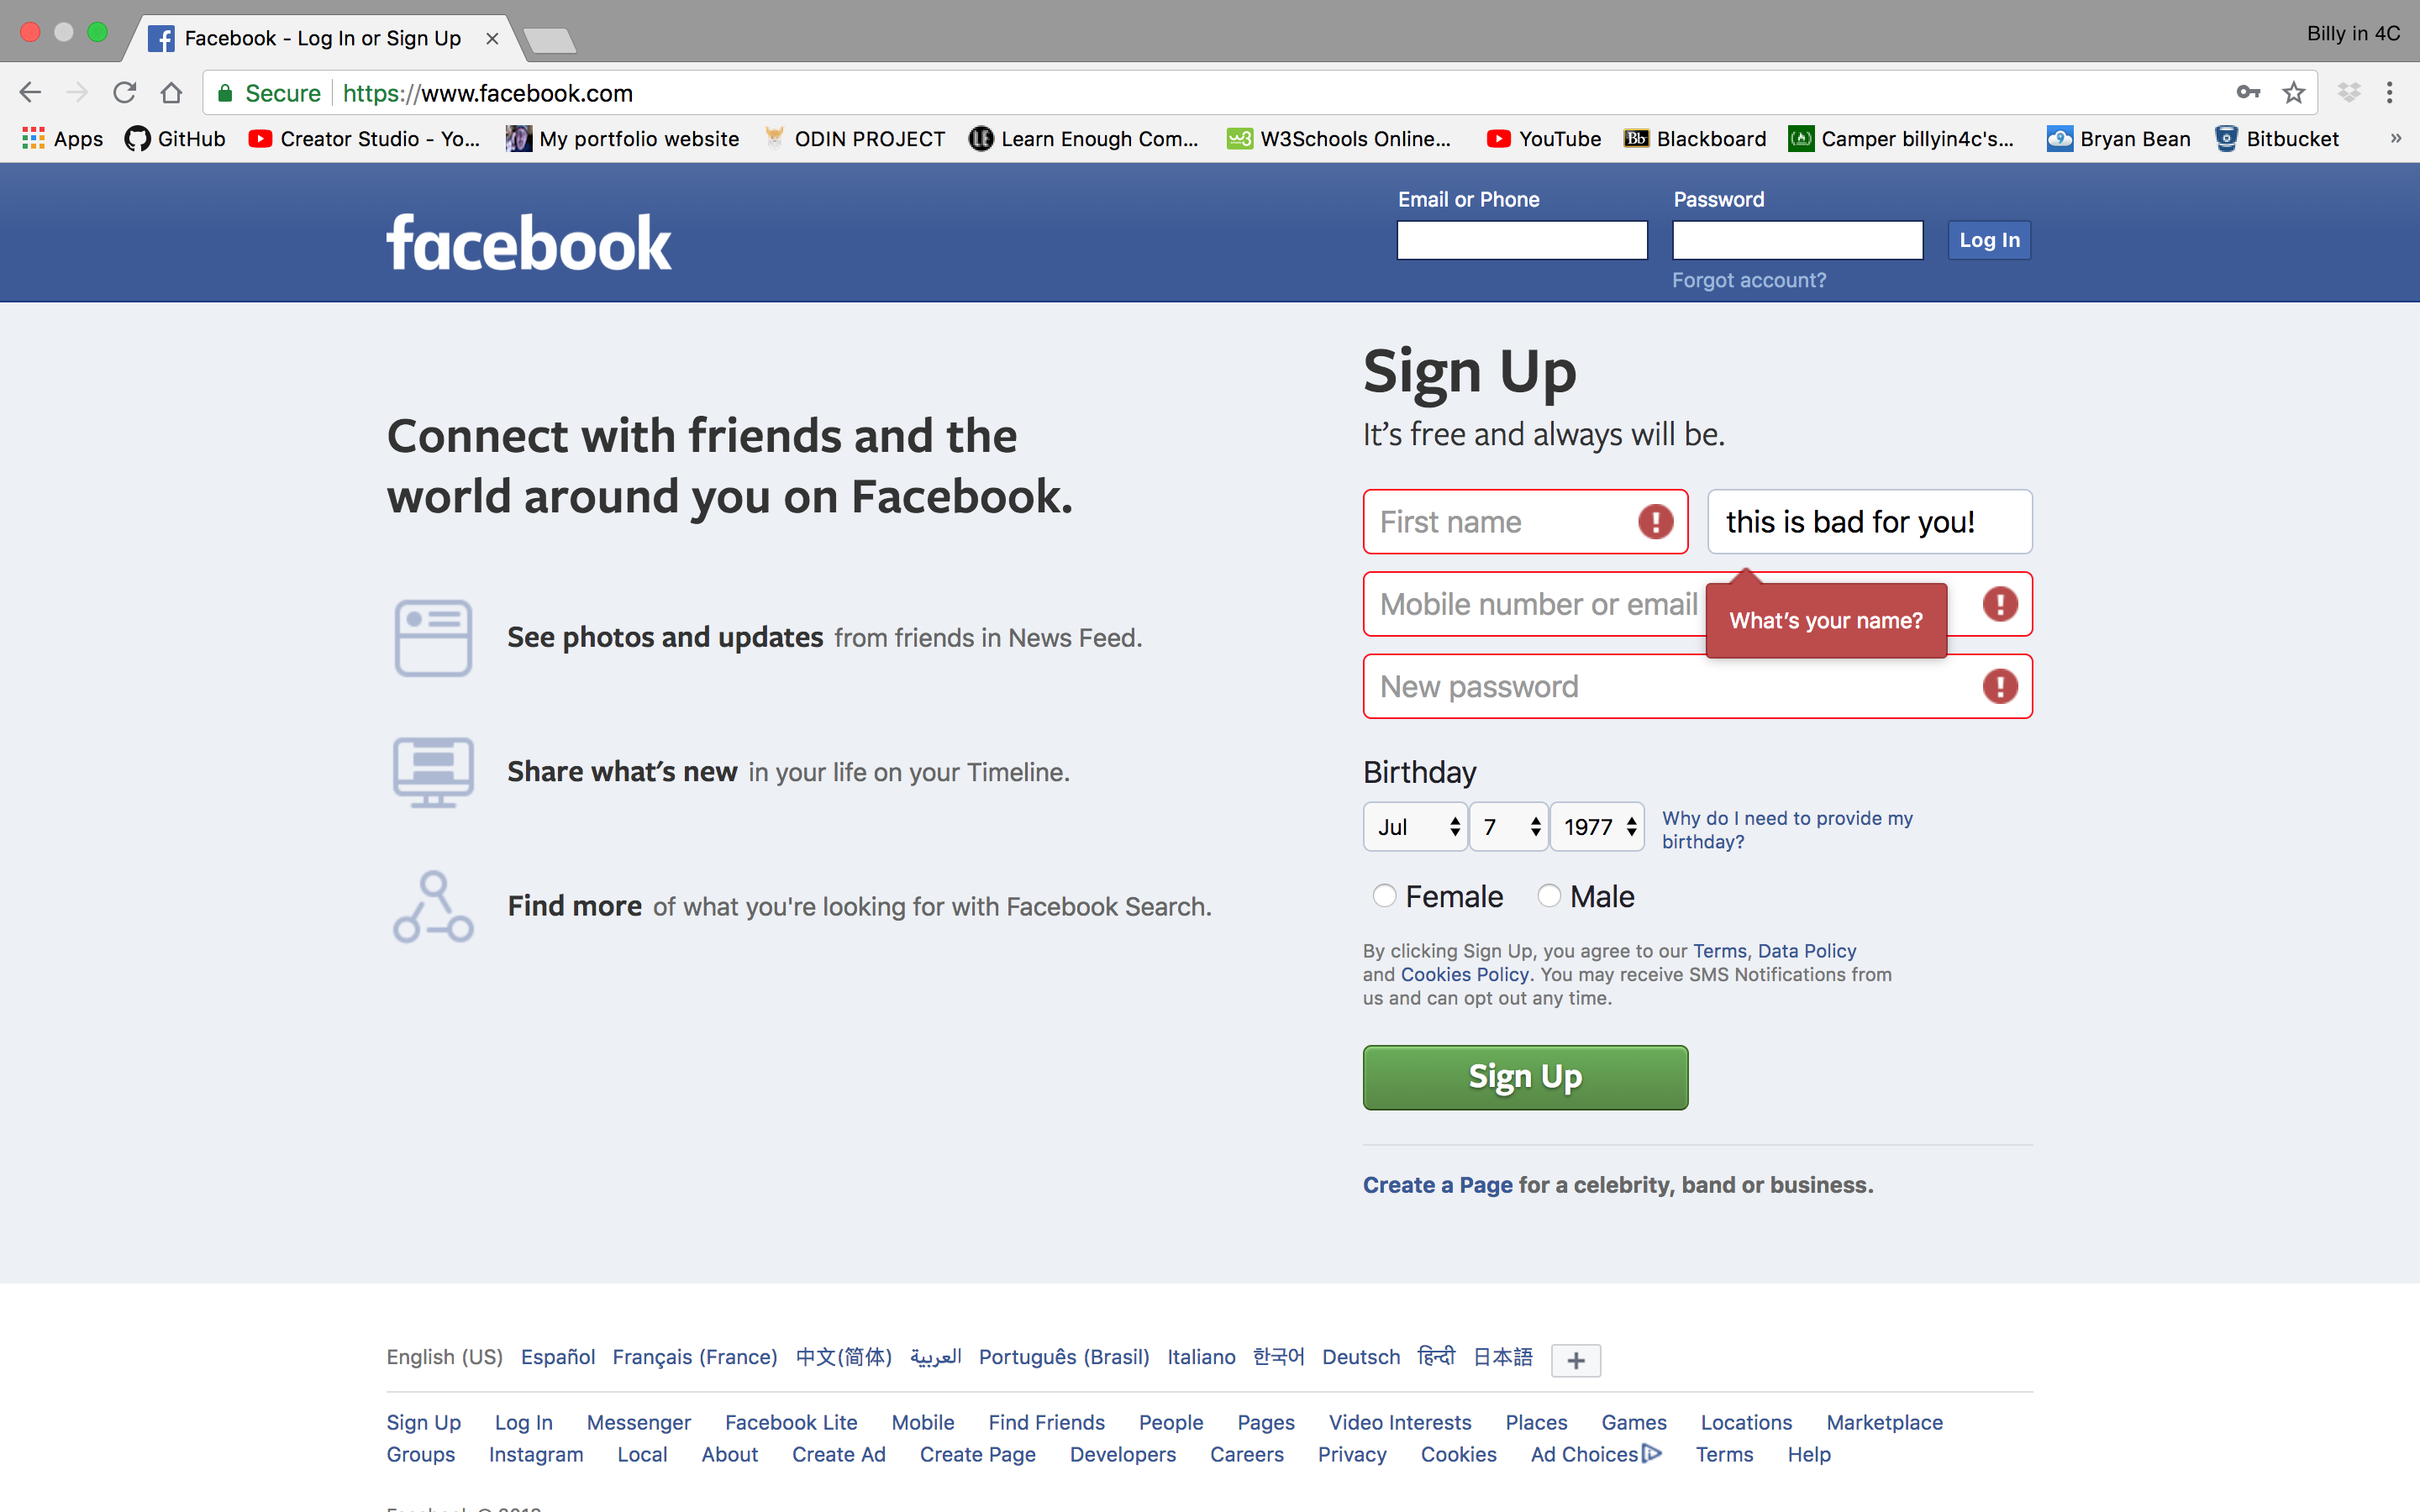 Facebook - Log In or Sign Up
Billy in 4C
Secure https://www.facebook.com
Apps GitHub Creator Studio - Yo... My portfolio website ODIN PROJECT Learn Enough Com... W3Schools Online... YouTube Blackboard Camper billyin4c's... Bryan Bean Bitbucket »
facebook
Email or Phone Password
Log In
Forgot account?
Connect with friends and the
world around you on Facebook.
See photos and updates from friends in News Feed.
Share what's new in your life on your Timeline.
Find more of what you're looking for with Facebook Search.
Sign Up
It's free and always will be.
First name this is bad for you!
Mobile number or email
What's your name?
New password
Birthday
Jul 7 1977 Why do I need to provide my
birthday?
Female Male
By clicking Sign Up, you agree to our Terms, Data Policy
and Cookies Policy. You may receive SMS Notifications from
us and can opt out any time.
Sign Up
Create a Page for a celebrity, band or business.
English (US) Español Français (France) 中文(简体) العربية Português (Brasil) Italiano 한국어 Deutsch हिन्दी 日本語 +
Sign Up Log In Messenger Facebook Lite Mobile Find Friends People Pages Video Interests Places Games Locations Marketplace
Groups Instagram Local About Create Ad Create Page Developers Careers Privacy Cookies Ad Choices Terms Help